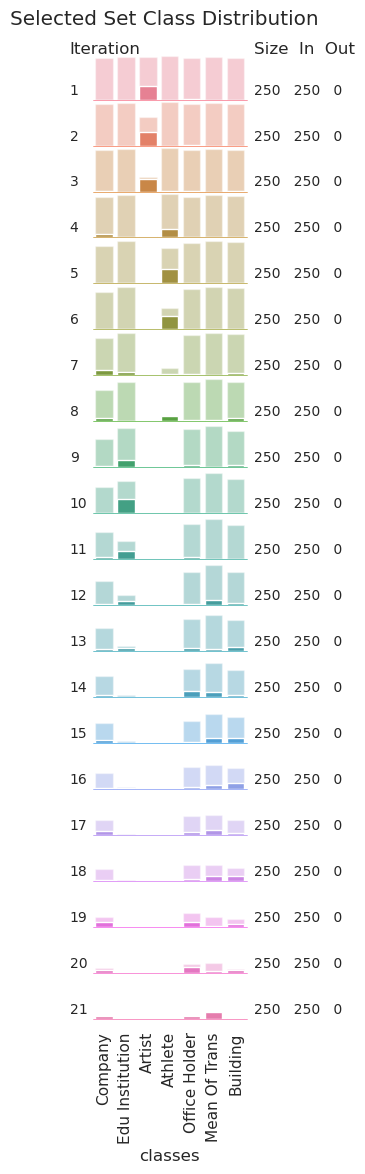 Selected Set Class Distribution
Iteration Size In Out
1 250 250 0
2 250 250 0
3 250 250 0
4 250 250 0
5 250 250 0
6 250 250 0
7 250 250 0
8 250 250 0
9 250 250 0
10 250 250 0
11 250 250 0
12 250 250 0
13 250 250 0
14 250 250 0
15 250 250 0
16 250 250 0
17 250 250 0
18 250 250 0
19 250 250 0
20 250 250 0
21 250 250 0
Company
Edu Institution
Artist
Athlete
Office Holder
Mean Of Trans
Building
classes